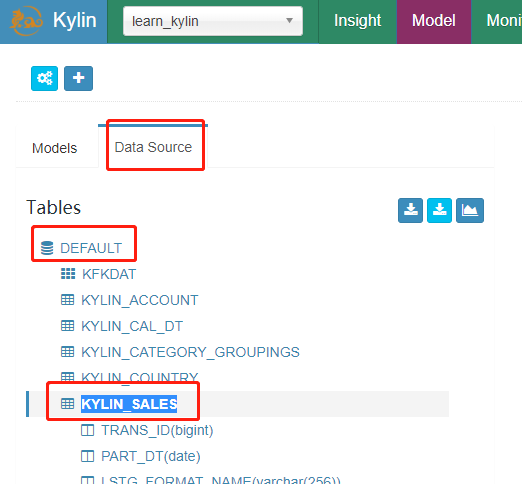 Kylin learn_kylin Insight Model Moni
Models Data Source
Tables
DEFAULT
KFKDAT
KYLIN_ACCOUNT
KYLIN_CAL_DT
KYLIN_CATEGORY_GROUPINGS
KYLIN_COUNTRY
KYLIN_SALES
TRANS_ID(bigint)
PART_DT(date)
LSTG_FORMAT_NAME(varchar(256))